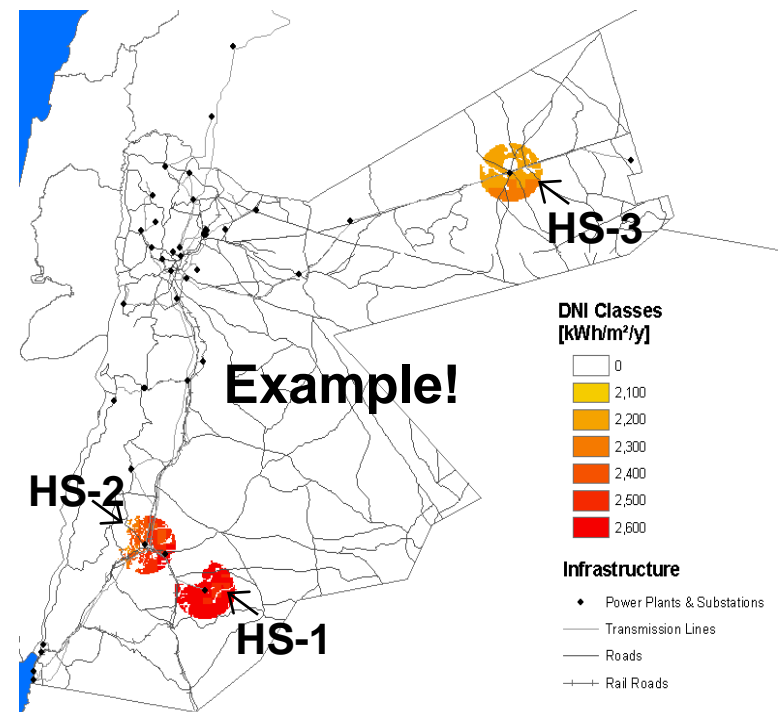 HS-3
DNI Classes
[kWh/m²/y]
0
2,100
2,200
2,300
2,400
2,500
2,600
Example!
HS-2
HS-1
Infrastructure
Power Plants & Substations
Transmission Lines
Roads
Rail Roads